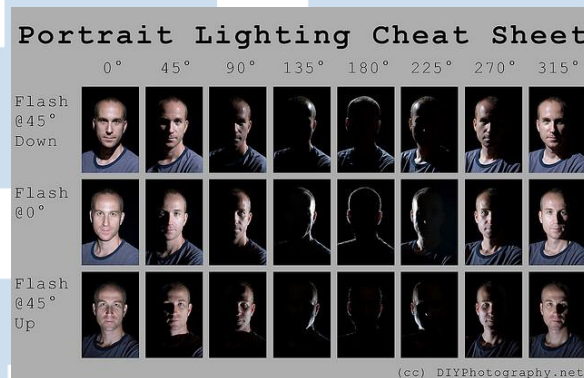 Portrait Lighting Cheat Sheet
0° 45° 90° 135° 180° 225° 270° 315°
Flash
@45°
Down
Flash
@0°
Flash
@45°
Up
(cc) DIYPhotography.net